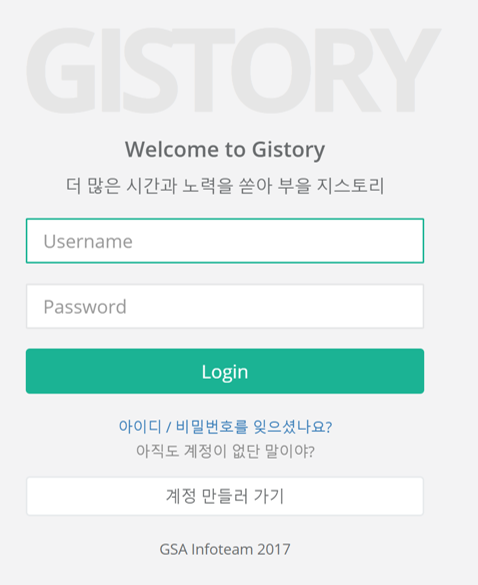 GISTORY
Welcome to Gistory
더 많은 시간과 노력을 쏟아 부을 지스토리
Username
Password
Login
아이디 / 비밀번호를 잊으셨나요?
아직도 계정이 없단 말이야?
계정 만들러 가기
GSA Infoteam 2017